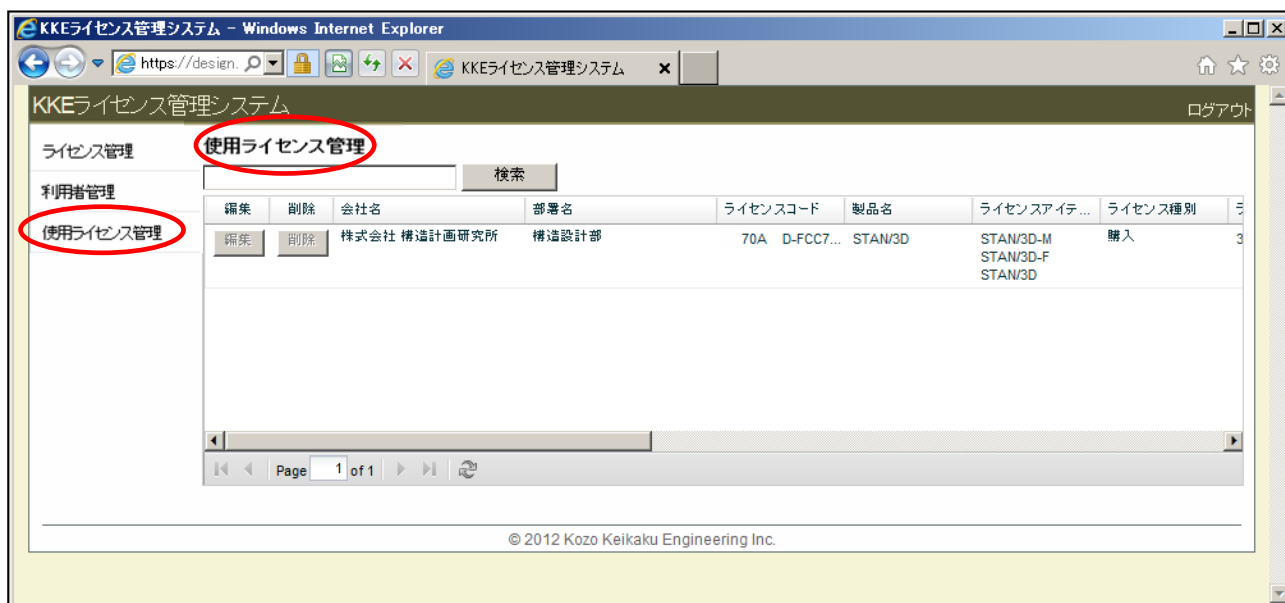 KKEライセンス管理システム - Windows Internet Explorer
https://design.
KKEライセンス管理システム
KKEライセンス管理システム
ログアウト
ライセンス管理
利用者管理
使用ライセンス管理
使用ライセンス管理
検索
編集 削除 会社名 部署名 ライセンスコード 製品名 ライセンスアイテ... ライセンス種別
編集 削除 株式会社 構造計画研究所 構造設計部 70A D-FCC7... STAN/3D STAN/3D-M 購入 3
STAN/3D-F
STAN/3D
Page 1 of 1
© 2012 Kozo Keikaku Engineering Inc.